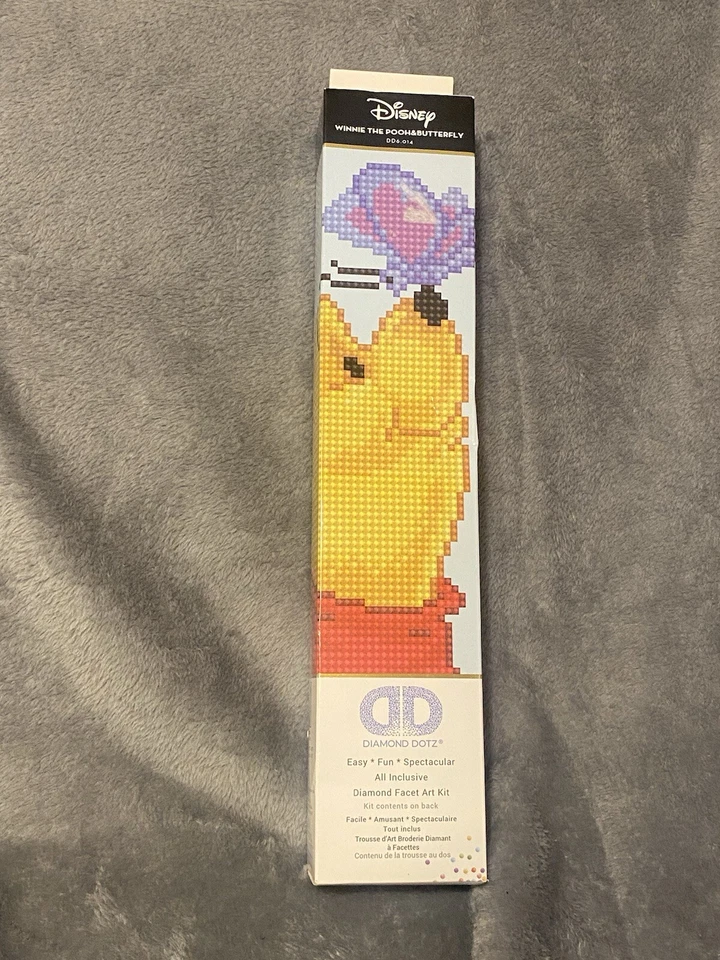 Disney
WINNIE THE POOH&BUTTERFLY
DD6.014
DD
DIAMOND DOTZ®
Easy * Fun * Spectacular
All Inclusive
Diamond Facet Art Kit
Kit contents on back
Facile * Amusant * Spectaculaire
Tout inclus
Trousse d'Art Broderie Diamant
à Facettes
Contenu de la trousse au dos